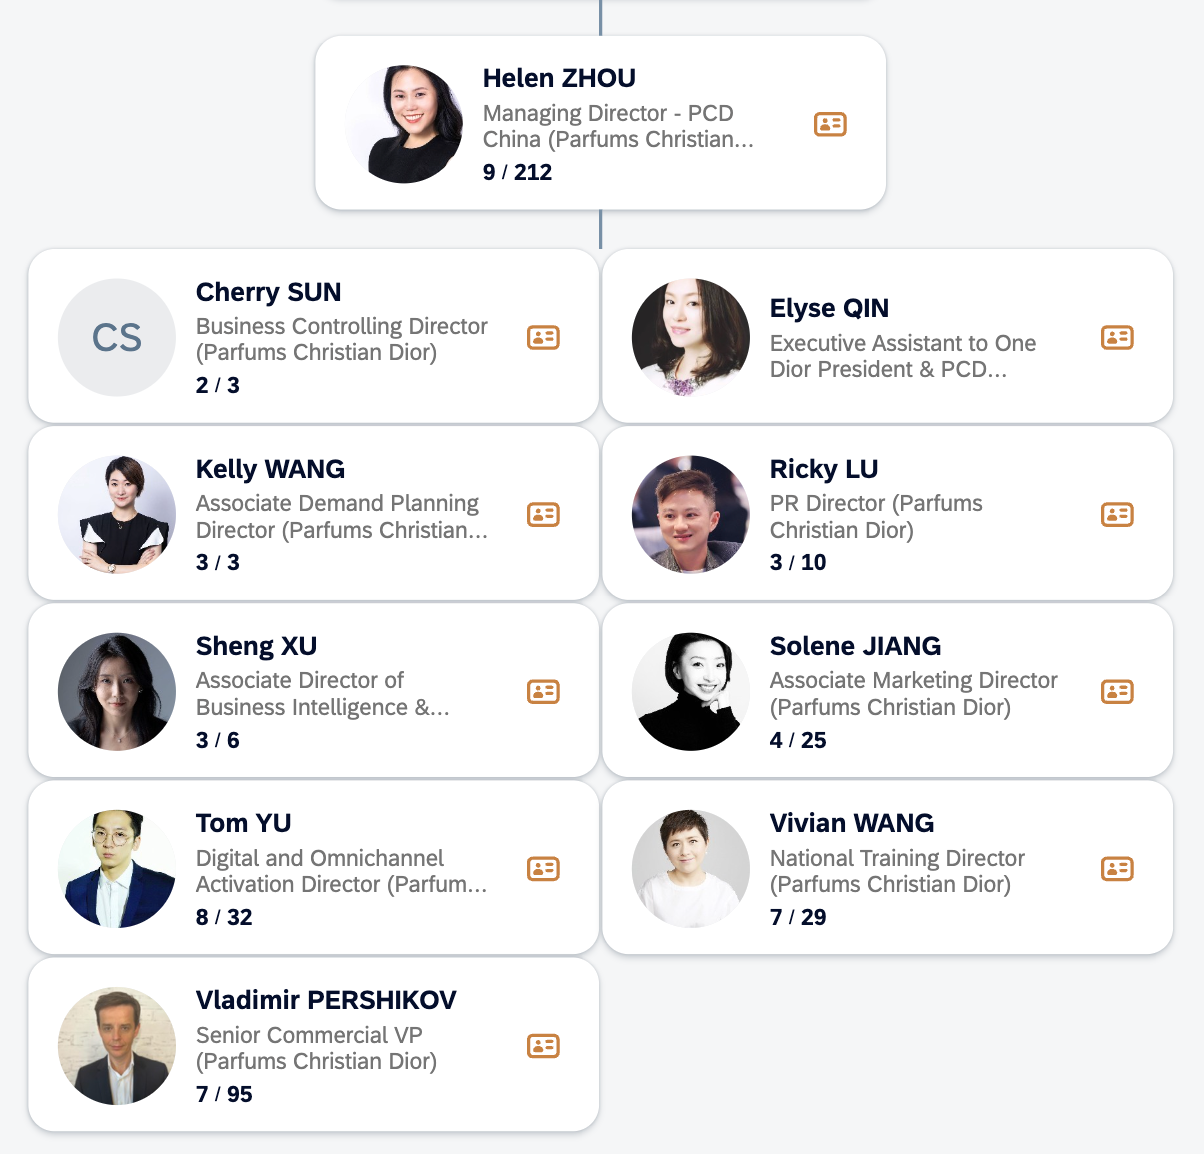 Helen ZHOU
Managing Director - PCD
China (Parfums Christian...
9 / 212
CS
Cherry SUN
Business Controlling Director
(Parfums Christian Dior)
2 / 3
Elyse QIN
Executive Assistant to One
Dior President & PCD...
Kelly WANG
Associate Demand Planning
Director (Parfums Christian...
3 / 3
Ricky LU
PR Director (Parfums
Christian Dior)
3 / 10
Sheng XU
Associate Director of
Business Intelligence &...
3 / 6
Solene JIANG
Associate Marketing Director
(Parfums Christian Dior)
4 / 25
Tom YU
Digital and Omnichannel
Activation Director (Parfum...
8 / 32
Vivian WANG
National Training Director
(Parfums Christian Dior)
7 / 29
Vladimir PERSHIKOV
Senior Commercial VP
(Parfums Christian Dior)
7 / 95